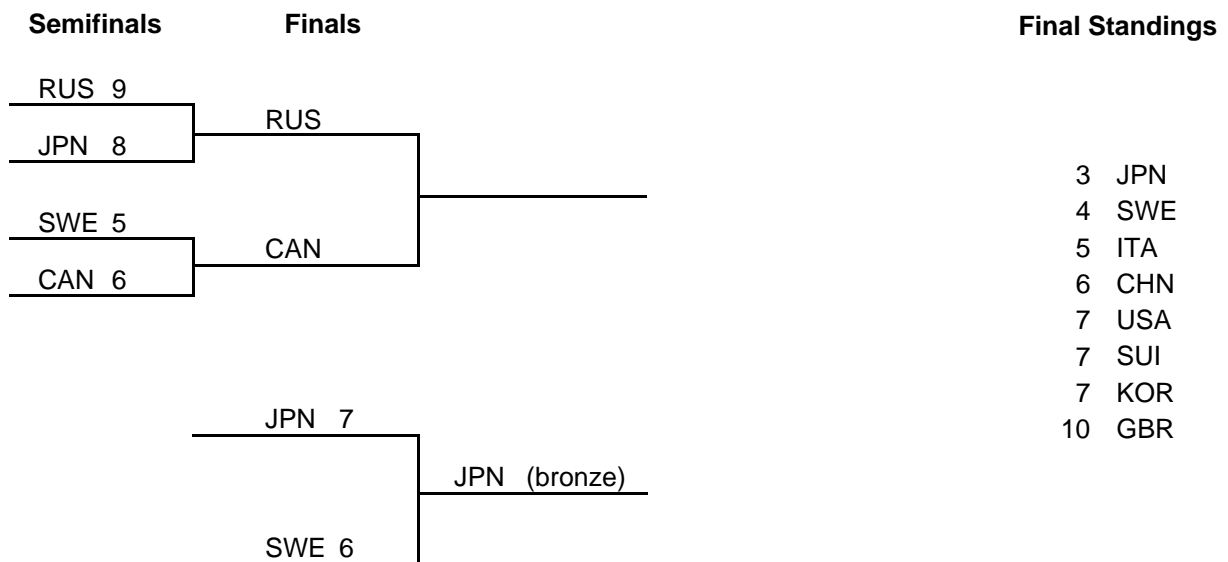 Semifinals Finals Final Standings
RUS 9
RUS
JPN 8
3 JPN
4 SWE
SWE 5
CAN
5 ITA
CAN 6
6 CHN
7 USA
7 SUI
7 KOR
JPN 7
10 GBR
JPN (bronze)
SWE 6